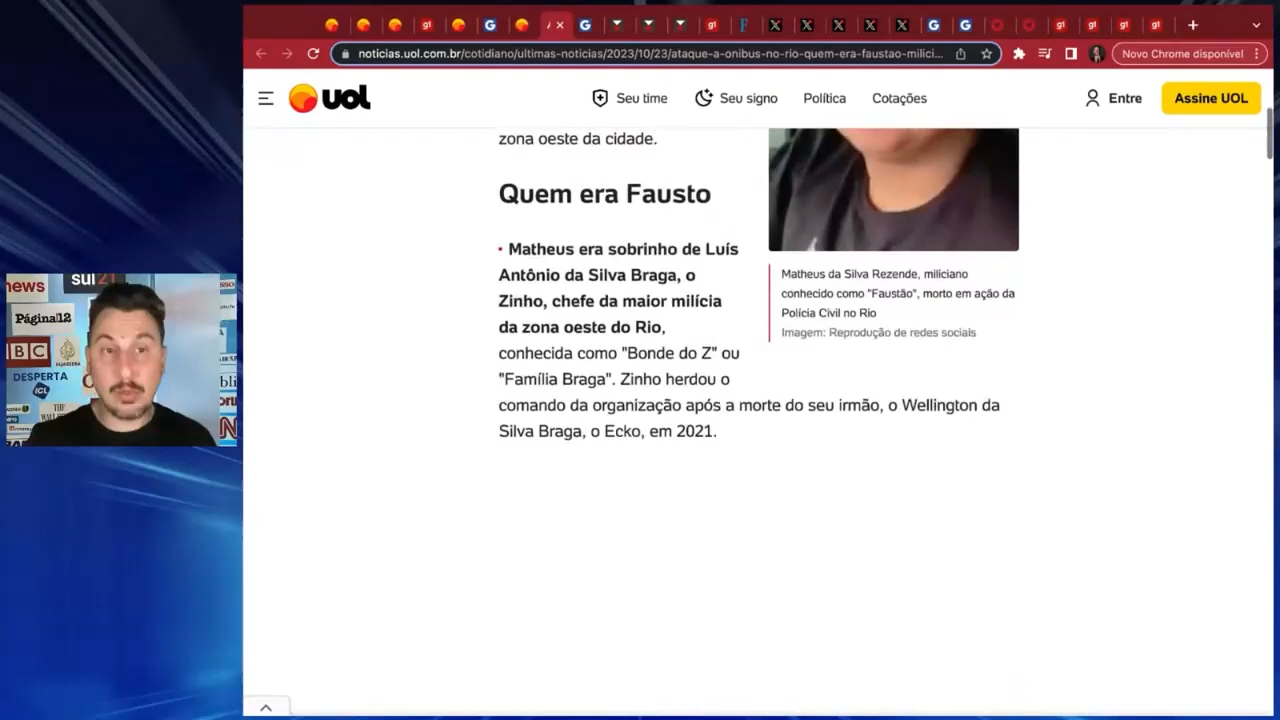 noticias.uol.com.br/cotidiano/ultimas-noticias/2023/10/23/ataque-a-onibus-no-rio-quem-era-faustao-milici...
Novo Chrome disponível
uol
Seu time
Seu signo
Política
Cotações
Entre
Assine UOL
zona oeste da cidade.
Quem era Fausto
Matheus era sobrinho de Luís
Antônio da Silva Braga, o
Zinho, chefe da maior milícia
da zona oeste do Rio,
conhecida como "Bonde do Z" ou
"Família Braga". Zinho herdou o
comando da organização após a morte do seu irmão, o Wellington da
Silva Braga, o Ecko, em 2021.
Matheus da Silva Rezende, miliciano
conhecido como "Faustão", morto em ação da
Polícia Civil no Rio
Imagem: Reprodução de redes sociais
news
sul21
Página12
BC
DESPERTA
ICL
THE